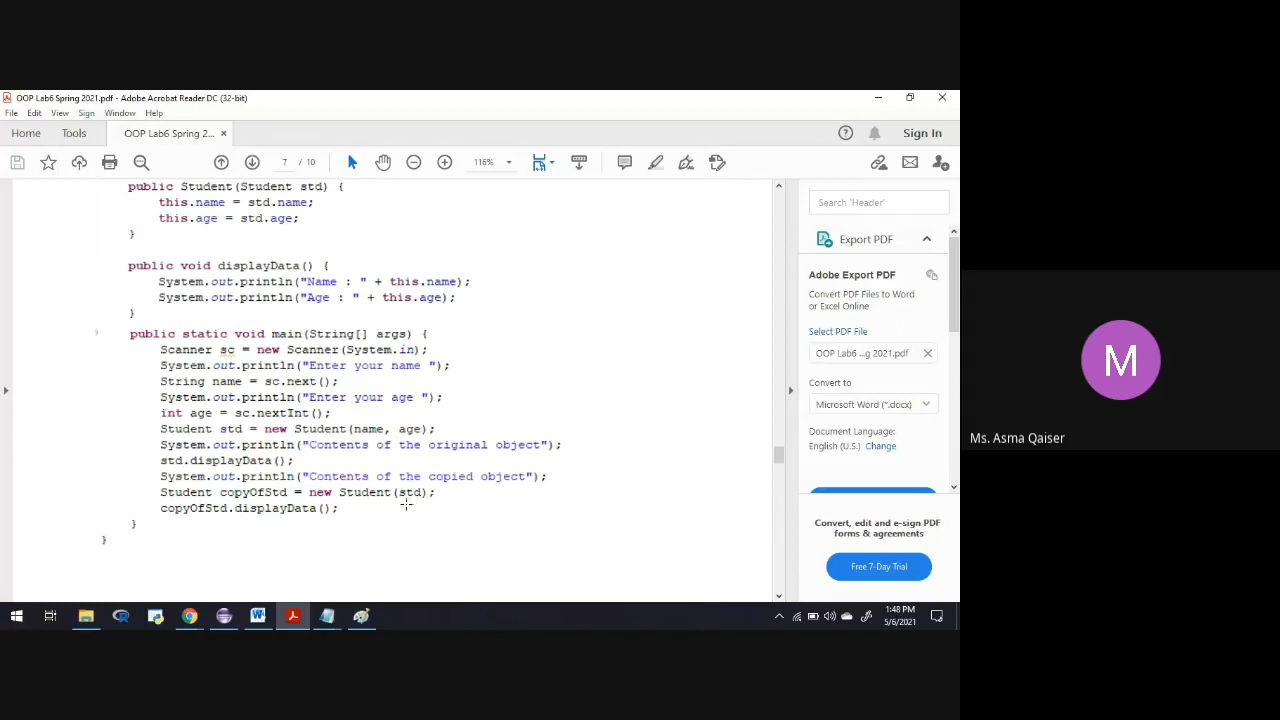 OOP Lab6 Spring 2021.pdf - Adobe Acrobat Reader DC (32-bit)
File Edit View Sign Window Help
Home Tools OOP Lab6 Spring 2... × Sign In
7 / 10 116%
public Student(Student std) {
this.name = std.name;
this.age = std.age;
}
public void displayData() {
System.out.println("Name : " + this.name);
System.out.println("Age : " + this.age);
}
public static void main(String[] args) {
Scanner sc = new Scanner(System.in);
System.out.println("Enter your name ");
String name = sc.next();
System.out.println("Enter your age ");
int age = sc.nextInt();
Student std = new Student(name, age);
System.out.println("Contents of the original object");
std.displayData();
System.out.println("Contents of the copied object");
Student copyOfStd = new Student(std);
copyOfStd.displayData();
}
}
Search 'Header'
Export PDF
Adobe Export PDF
Convert PDF Files to Word
or Excel Online
Select PDF File
OOP Lab6 ...g 2021.pdf
Convert to
Microsoft Word (*.docx)
Document Language:
English (U.S.) Change
Convert, edit and e-sign PDF
forms & agreements
Free 7-Day Trial
1:48 PM
5/6/2021
M
Ms. Asma Qaiser